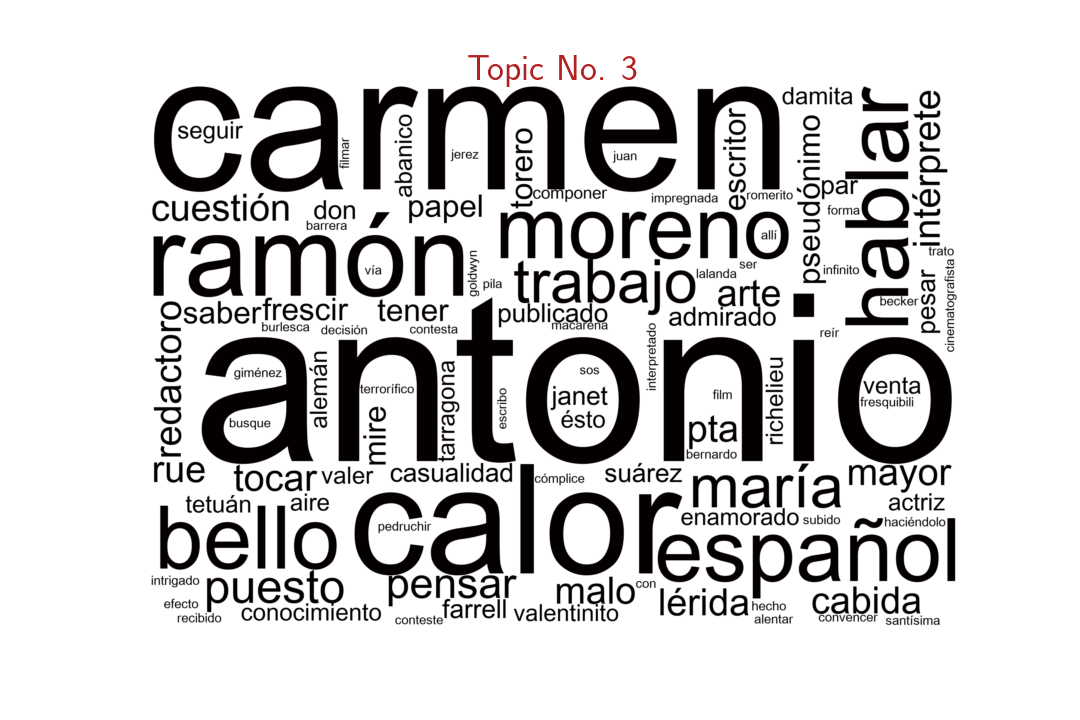 Topic No. 3
carmen
seguir
filmar
abanico
jerez
torero
juan
escritor
damita
pseudónimo
hablar
intérprete
componer
impregnada
romerito
par
forma
cuestión
don
barrera
papel
ramón
vía
goldwyn
pila
moreno
allí
trabajo
lalanda
ser
infinito
arte
trato
becker
pesar
cinematografista
saber
frescir
tener
publicado
admirado
burlesca
decisión
contesta
macarena
reír
redactoro
antonio
giménez
busque
alemán
terrorífico
mire
tarragona
escribo
sos
janet
ésto
interpretado
film
pta
bernardo
richelieu
venta
fresquibili
rue
tocar
valer
casualidad
cómplice
suárez
maría
mayor
tetuán
aire
calor
actriz
enamorado
subido
haciéndolo
bello
pedruchir
español
intrigado
puesto
pensar
malo
con
lérida
cabida
efecto
recibido
conocimiento
conteste
farrell
valentinito
hecho
alentar
convencer
santísima